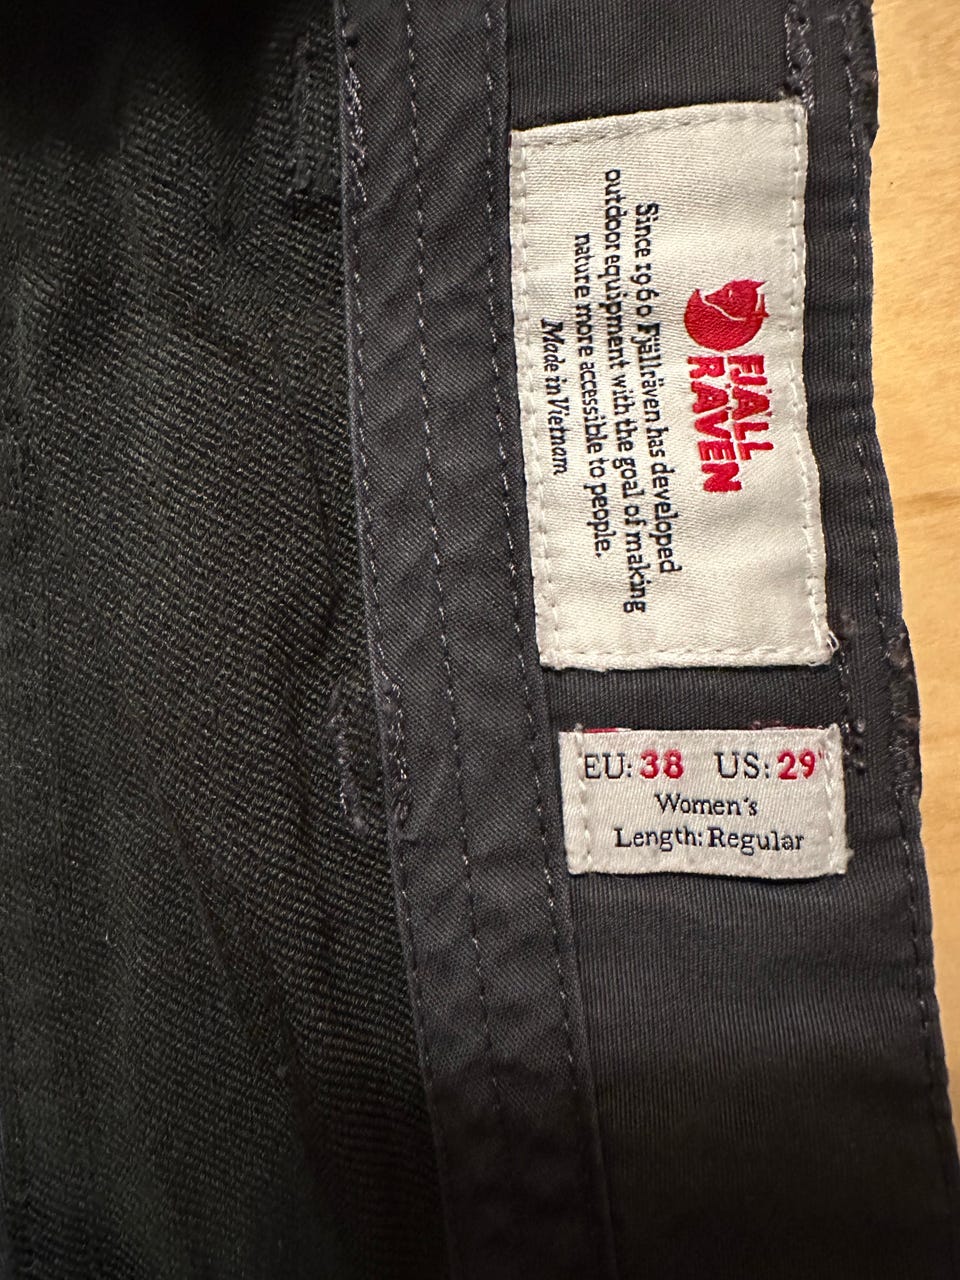 FJÄLL
RÄVEN
Since 1960 Fjällräven has developed
outdoor equipment with the goal of making
nature more accessible to people.
Made in Vietnam
EU: 38 US: 29"
Women's
Length: Regular